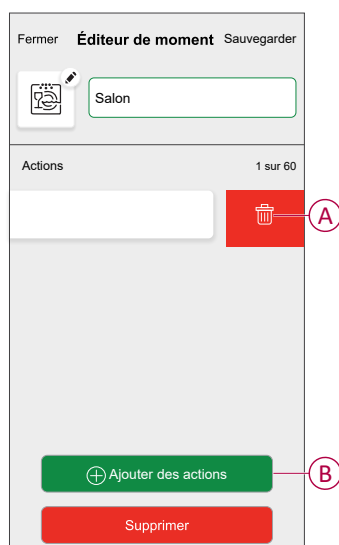 Fermer Éditeur de moment Sauvegarder
Salon
Actions 1 sur 60
A
Ajouter des actions
B
Supprimer